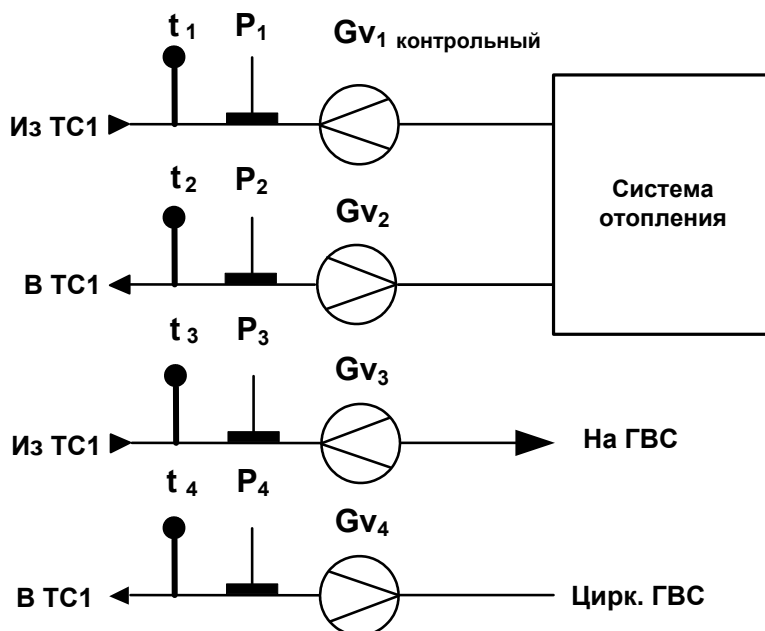 t 1 P1 Gv1 контрольный
Из ТС1
Система
отопления
t 2 P2 Gv2
В ТС1
t 3 P3 Gv3
Из ТС1 На ГВС
t 4 P4 Gv4
В ТС1 Цирк. ГВС